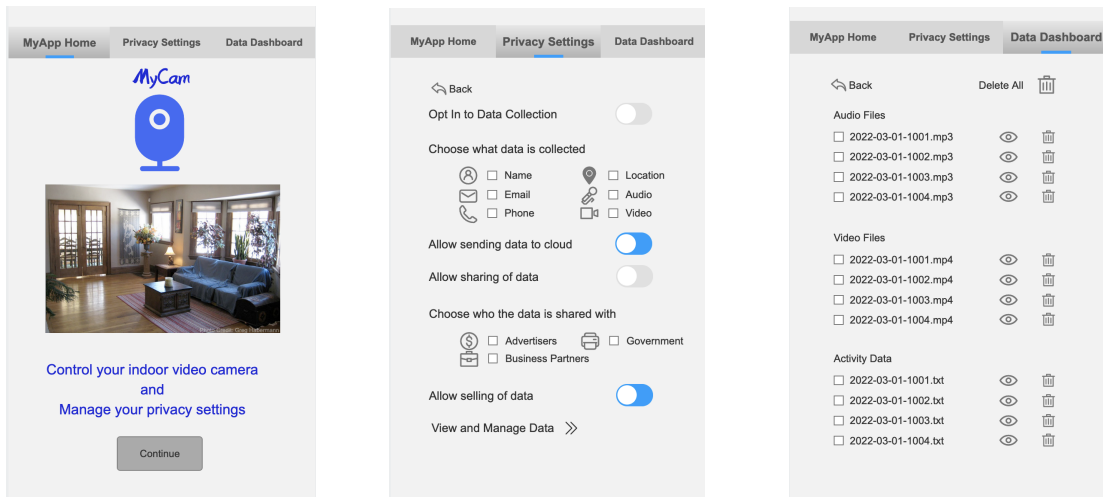 MyApp Home Privacy Settings Data Dashboard
MyCam
Photo Credit: Greg Habermann
Control your indoor video camera
and
Manage your privacy settings
Continue
MyApp Home Privacy Settings Data Dashboard
Back
Opt In to Data Collection
Choose what data is collected
Name Location
Email Audio
Phone Video
Allow sending data to cloud
Allow sharing of data
Choose who the data is shared with
Advertisers Government
Business Partners
Allow selling of data
View and Manage Data
MyApp Home Privacy Settings Data Dashboard
Back Delete All
Audio Files
2022-03-01-1001.mp3
2022-03-01-1002.mp3
2022-03-01-1003.mp3
2022-03-01-1004.mp3
Video Files
2022-03-01-1001.mp4
2022-03-01-1002.mp4
2022-03-01-1003.mp4
2022-03-01-1004.mp4
Activity Data
2022-03-01-1001.txt
2022-03-01-1002.txt
2022-03-01-1003.txt
2022-03-01-1004.txt